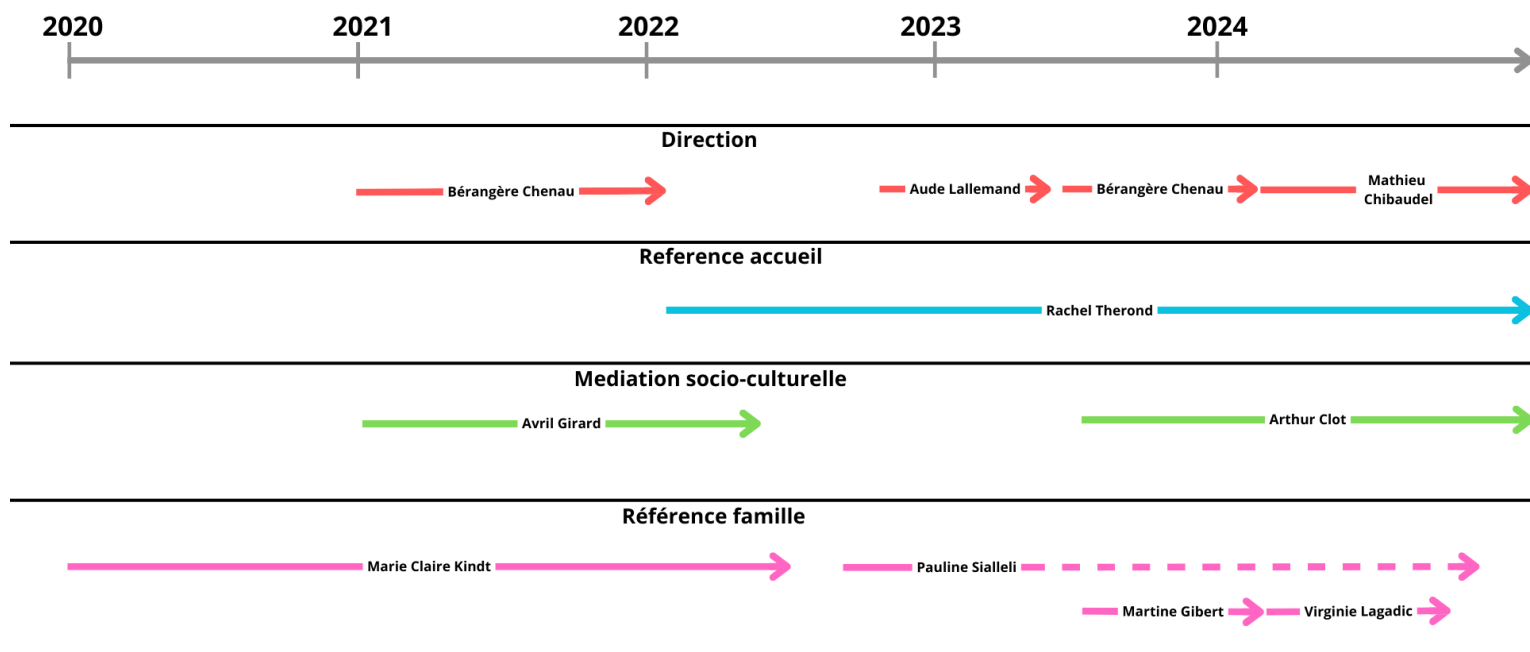 2020 2021 2022 2023 2024
Direction
Bérangère Chenau Aude Lallemand Bérangère Chenau Mathieu
Chibaudel
Reference accueil
Rachel Therond
Mediation socio-culturelle
Avril Girard Arthur Clot
Référence famille
Marie Claire Kindt Pauline Sialleli
Martine Gibert Virginie Lagadic